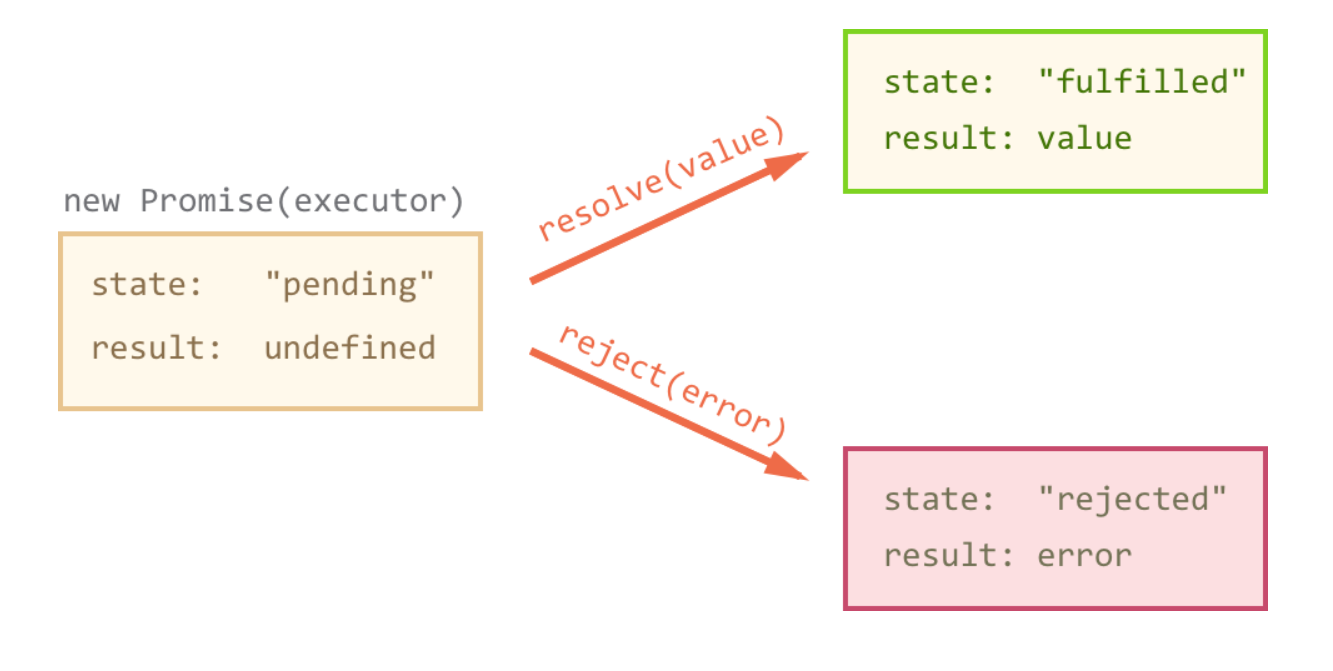 new Promise(executor)
state: "pending"
result: undefined
resolve(value)
reject(error)
state: "fulfilled"
result: value
state: "rejected"
result: error